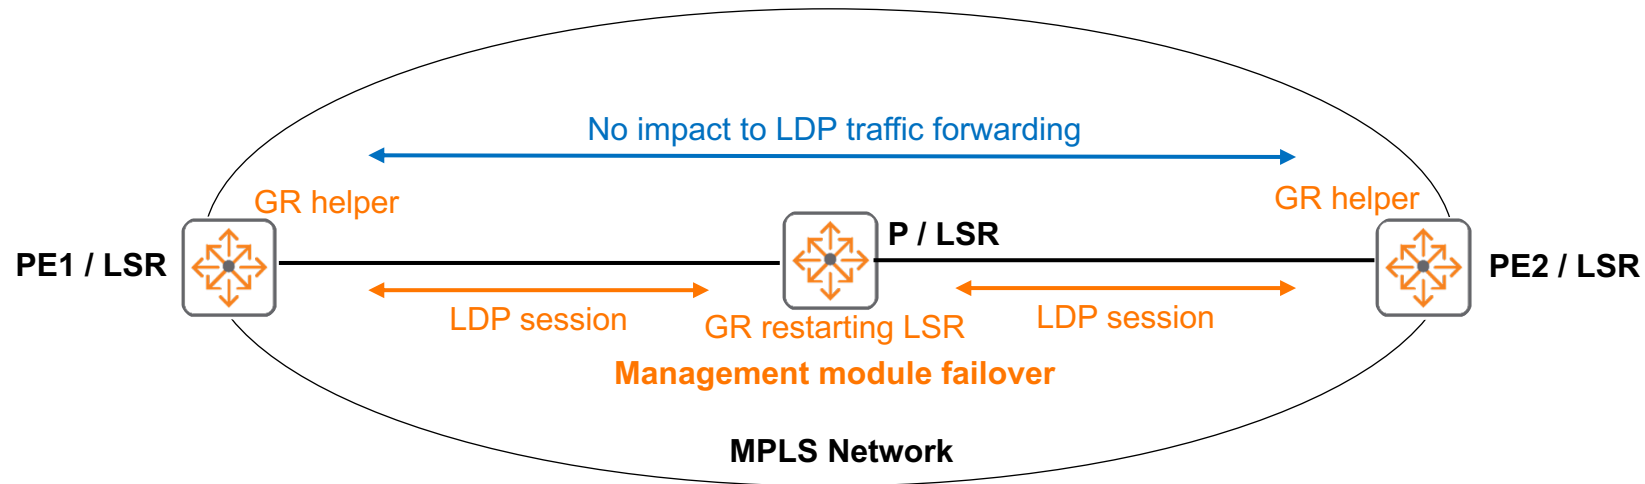 No impact to LDP traffic forwarding
GR helper
GR helper
PE1 / LSR
P / LSR
PE2 / LSR
LDP session
GR restarting LSR
LDP session
Management module failover
MPLS Network